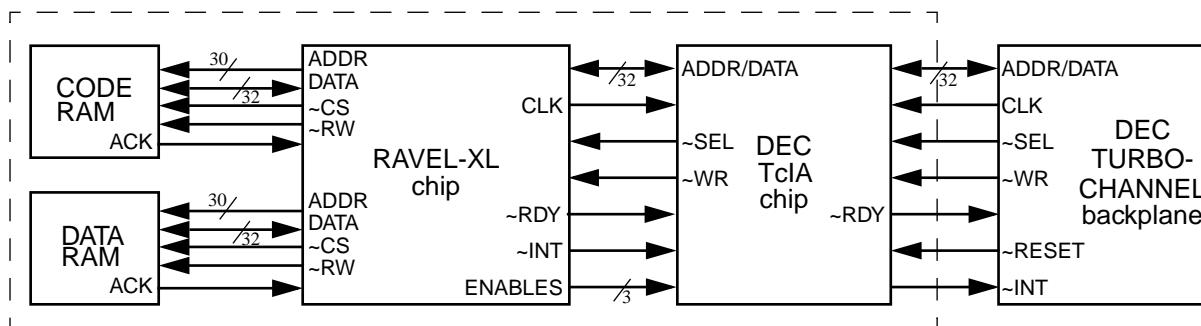 CODE
RAM
ACK
30
32
ADDR
DATA
~CS
~RW
DATA
RAM
ACK
30
32
ADDR
DATA
~CS
~RW
RAVEL-XL
chip
CLK
~RDY
~INT
ENABLES
32
3
ADDR/DATA
~SEL
~WR
DEC
TcIA
chip
~RDY
32
ADDR/DATA
CLK
~SEL
~WR
~RESET
~INT
DEC
TURBO-
CHANNEL
backplane